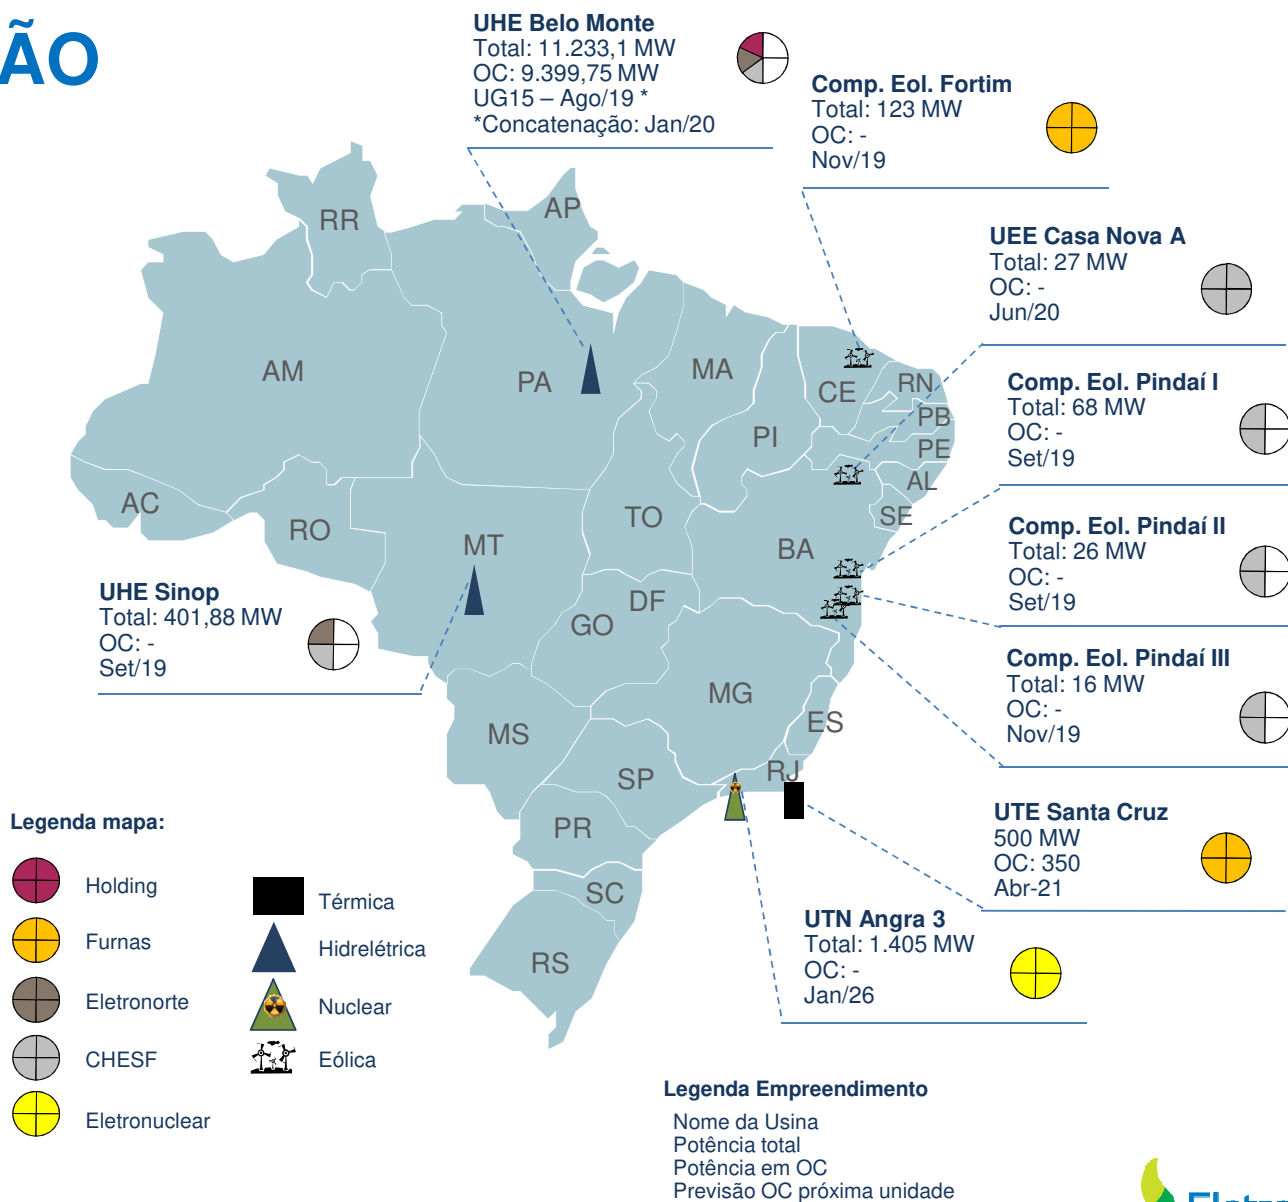 ÃO
UHE Belo Monte
Total: 11.233,1 MW
OC: 9.399,75 MW
UG15 – Ago/19 *
*Concatenação: Jan/20
Comp. Eol. Fortim
Total: 123 MW
OC: -
Nov/19
UEE Casa Nova A
Total: 27 MW
OC: -
Jun/20
Comp. Eol. Pindaí I
Total: 68 MW
OC: -
Set/19
Comp. Eol. Pindaí II
Total: 26 MW
OC: -
Set/19
Comp. Eol. Pindaí III
Total: 16 MW
OC: -
Nov/19
UTE Santa Cruz
500 MW
OC: 350
Abr-21
UTN Angra 3
Total: 1.405 MW
OC: -
Jan/26
UHE Sinop
Total: 401,88 MW
OC: -
Set/19
RR
AP
AM
PA
MA
CE
RN
PB
PE
PI
AL
SE
AC
RO
TO
BA
MT
DF
GO
MG
ES
MS
SP
RJ
PR
SC
RS
Legenda mapa:
Holding
Furnas
Eletronorte
CHESF
Eletronuclear
Térmica
Hidrelétrica
Nuclear
Eólica
Legenda Empreendimento
Nome da Usina
Potência total
Potência em OC
Previsão OC próxima unidade